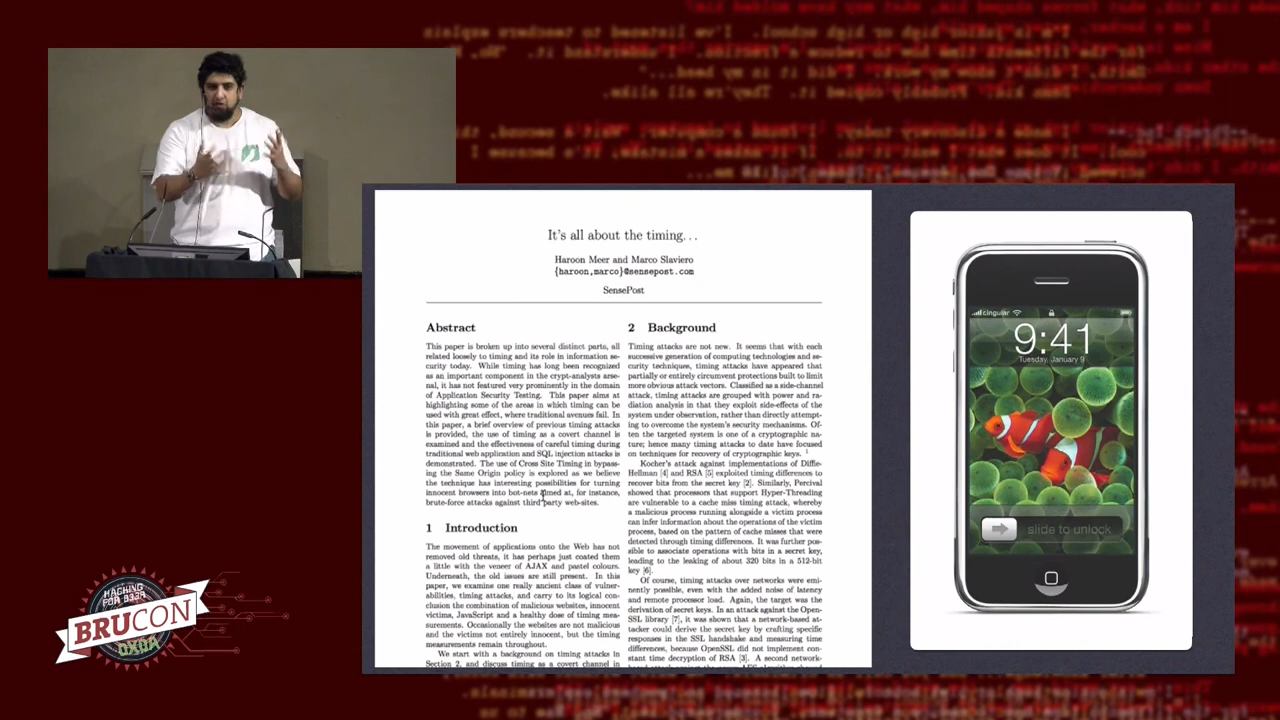 It's all about the timing...
Haroon Meer and Marco Slaviero
{haroon,marco}@sensepost.com
SensePost
Abstract
This paper is broken up into several distinct parts, all
related loosely to timing and its role in information se-
curity today. While timing has long been recognized
as an important component in the crypt-analysts arse-
nal, it has not featured very prominently in the domain
of Application Security Testing. This paper aims at
highlighting some of the areas in which timing can be
used with great effect, where traditional avenues fail. In
this paper, a brief overview of previous timing attacks
is provided, the use of timing as a covert channel is
examined and the effectiveness of careful timing during
traditional web application and SQL injection attacks is
demonstrated. The use of Cross Site Timing in bypass-
ing the Same Origin policy is explored as we believe
the technique has interesting possibilities for turning
innocent browsers into bot-nets aimed at, for instance,
brute-force attacks against third-party web-sites.
1 Introduction
The movement of applications onto the Web has not
removed old threats, it has perhaps just coated them
a little with the veneer of AJAX and pastel colours.
Underneath, the old issues are still present. In this
paper, we examine one really ancient class of vulner-
abilities, timing attacks, and carry to its logical con-
clusion the combination of malicious websites, innocent
victims, JavaScript and a healthy dose of timing mea-
surements. Occasionally the websites are not malicious
and the victims not entirely innocent, but the timing
measurements remain throughout.
We start with a background on timing attacks in
Section 2, and discuss timing as a covert channel in
2 Background
Timing attacks are not new. It seems that with each
successive generation of computing technologies and se-
curity techniques, timing attacks have appeared that
partially or entirely circumvent protections built to limit
more obvious attack vectors. Classified as a side-channel
attack, timing attacks are grouped with power and ra-
diation analysis in that they exploit side-effects of the
system under observation, rather than directly attempt-
ing to overcome the system's security mechanisms. Of-
ten the targeted system is one of a cryptographic na-
ture; hence many timing attacks to date have focused
on techniques for recovery of cryptographic keys. 1
Kocher's attack against implementations of Diffie-
Hellman [4] and RSA [5] exploited timing differences to
recover bits from the secret key [2]. Similarly, Percival
showed that processors that support Hyper-Threading
are vulnerable to a cache miss timing attack, whereby
a malicious process running alongside a victim process
can infer information about the operations of the victim
process, based on the pattern of cache misses that were
detected through timing differences. It was further pos-
sible to associate operations with bits in a secret key,
leading to the leaking of about 320 bits in a 512-bit
key [6].
Of course, timing attacks over networks were emi-
nently possible, even with the added noise of latency
and remote processor load. Again, the target was the
derivation of secret keys. In an attack against the Open-
SSL library [7], it was shown that a network-based at-
tacker could derive the secret key by crafting specific
responses in the SSL handshake and measuring time
differences, because OpenSSL did not implement con-
stant time decryption of RSA [3]. A second network-
cingular
9:41
Tuesday, January 9
slide to unlock
HACKING
FOR B33R
BRUCON
0X0A